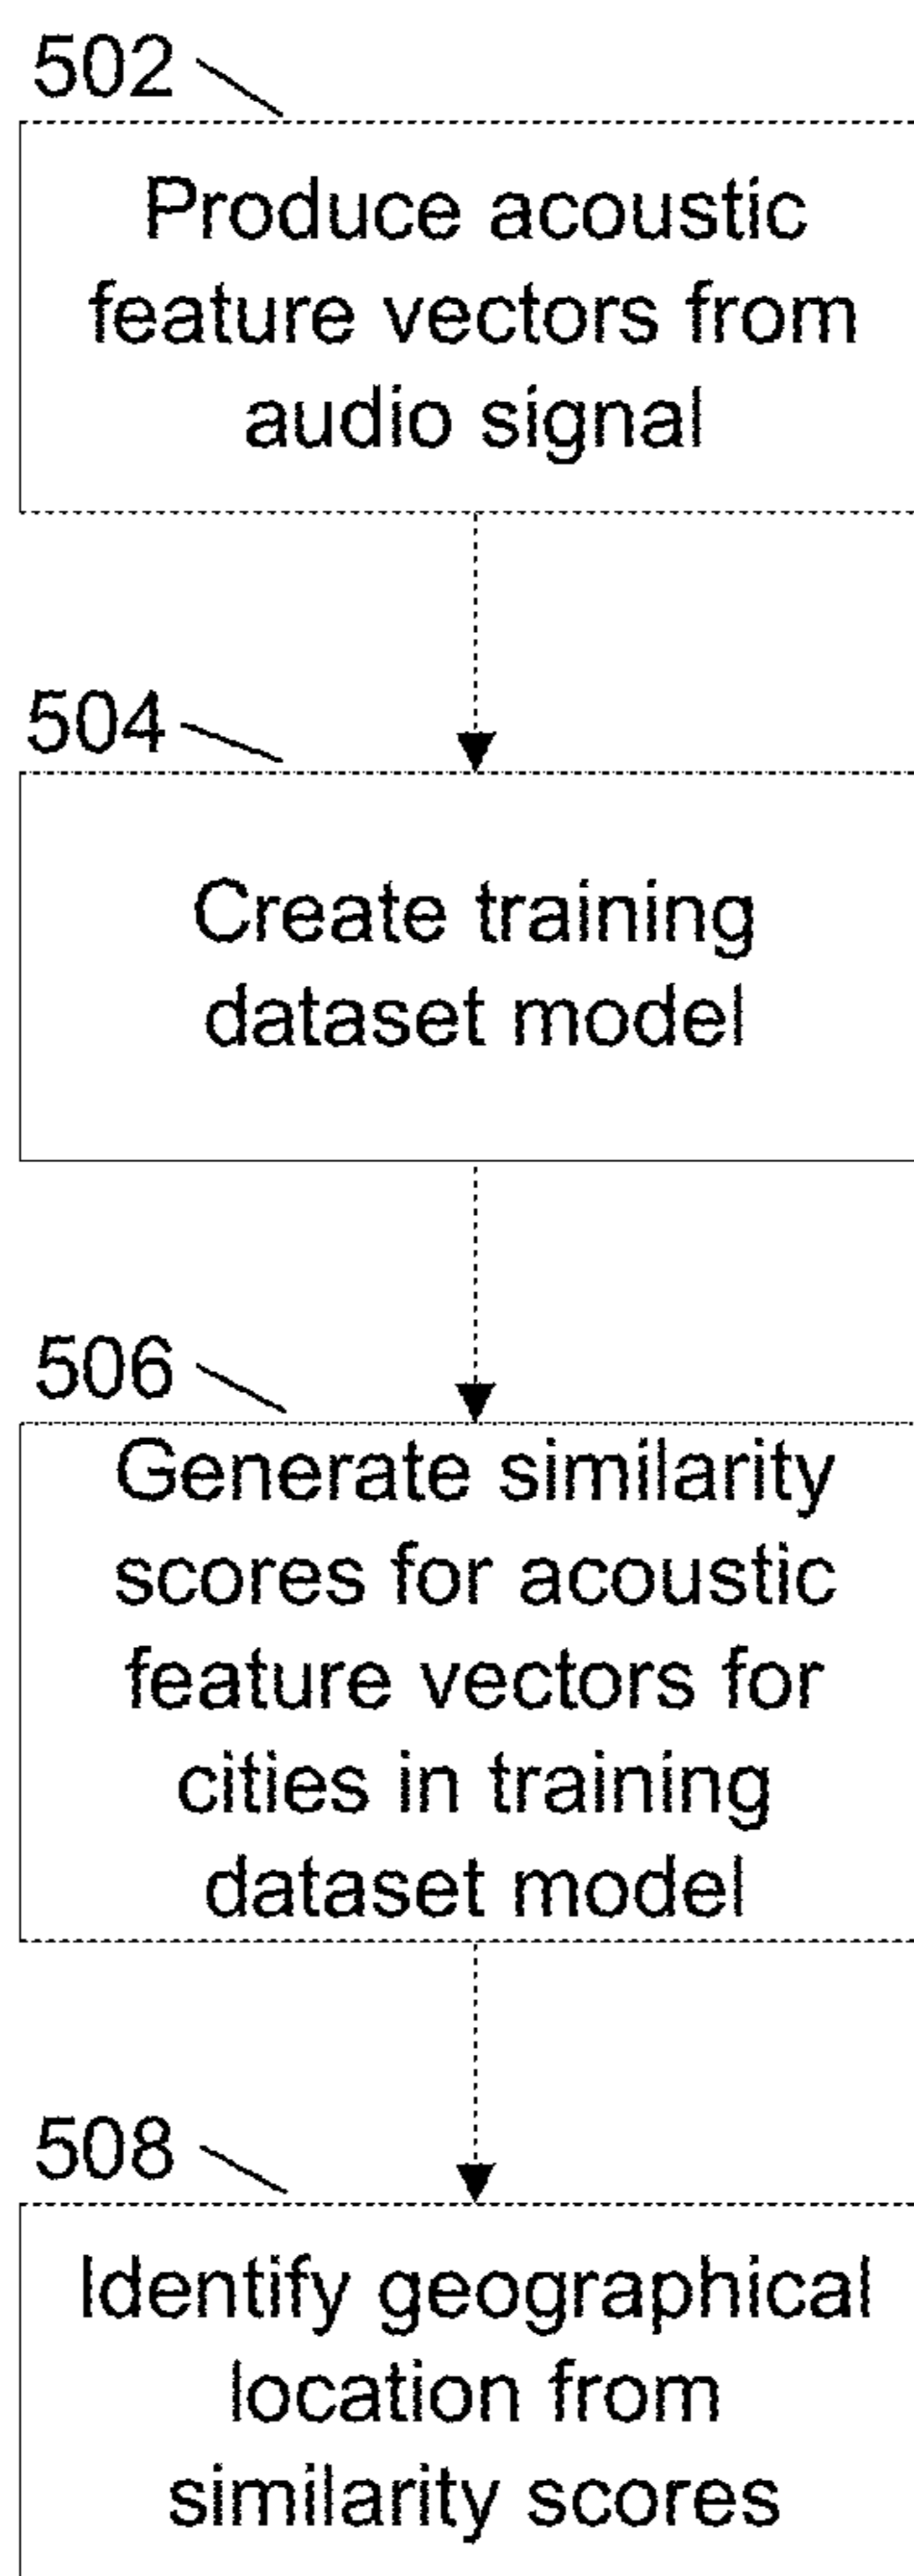 502
Produce acoustic
feature vectors from
audio signal
504
Create training
dataset model
506
Generate similarity
scores for acoustic
feature vectors for
cities in training
dataset model
508
Identify geographical
location from
similarity scores